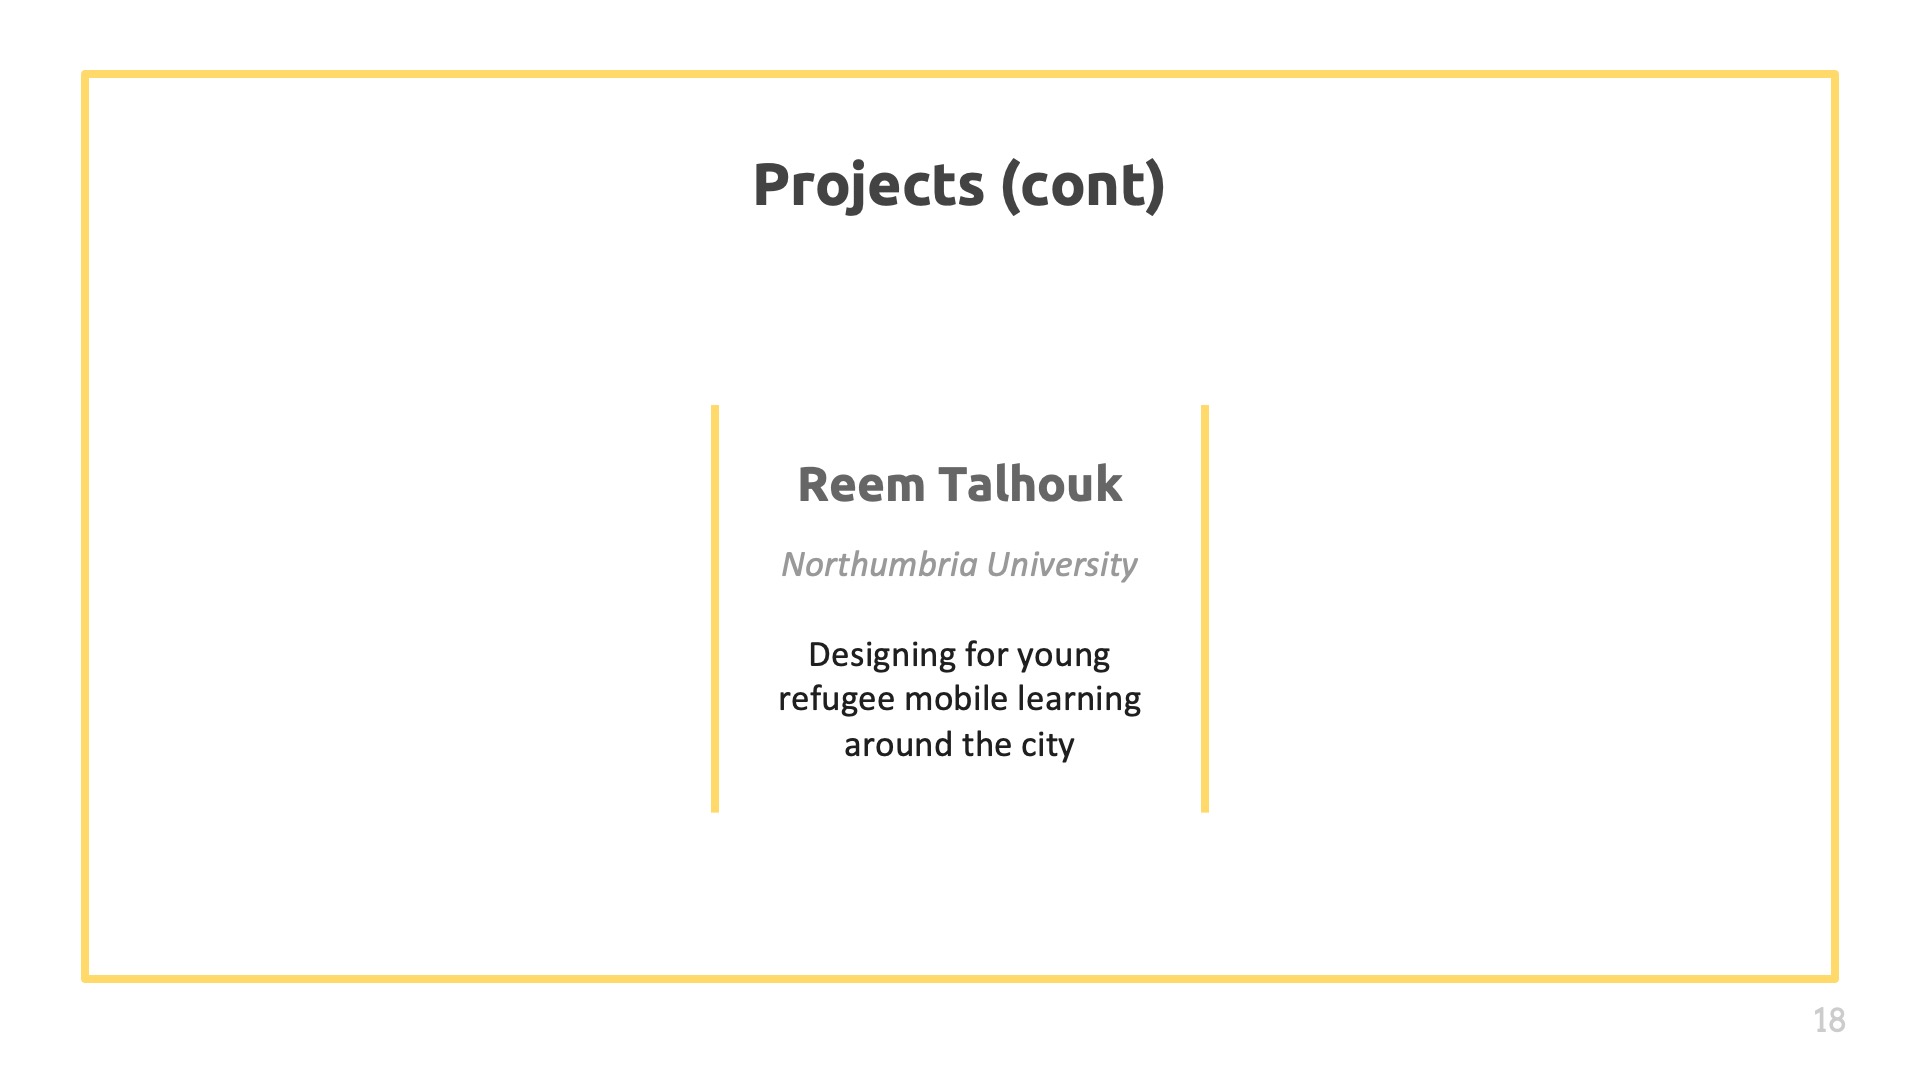 Projects (cont)
Reem Talhouk
Northumbria University
Designing for young
refugee mobile learning
around the city
18